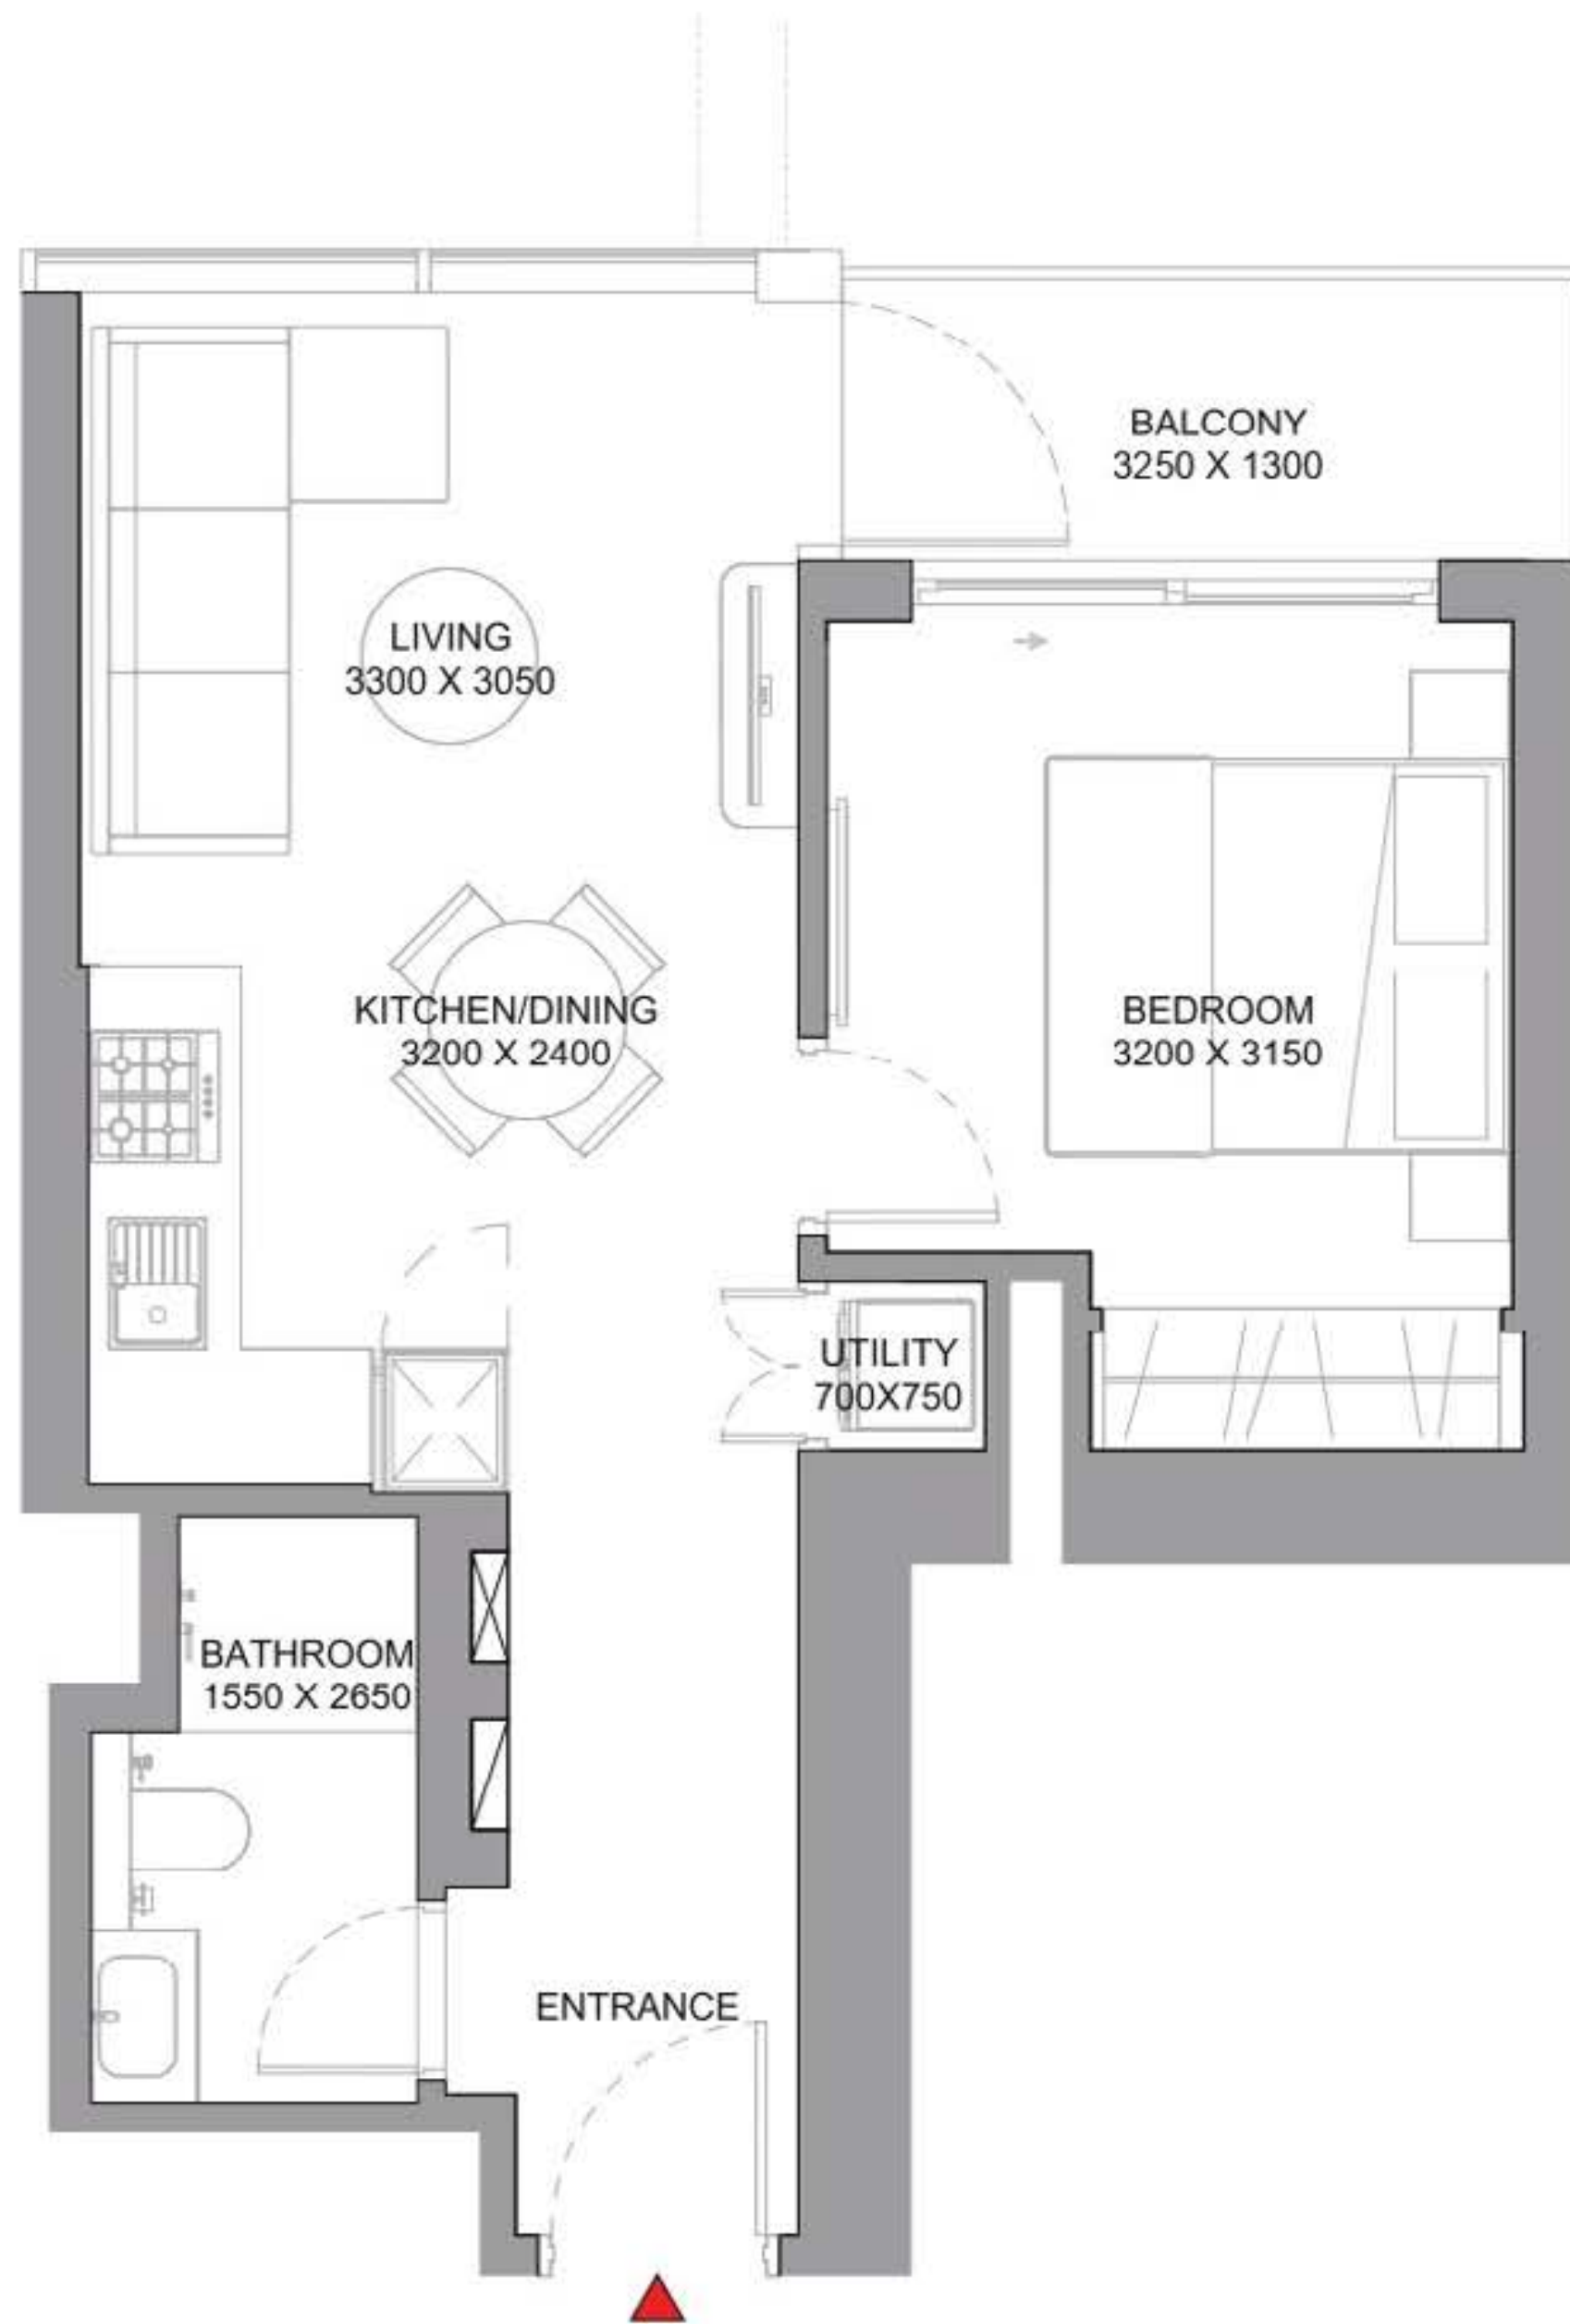 BALCONY
3250 X 1300
LIVING
3300 X 3050
KITCHEN/DINING
3200 X 2400
BEDROOM
3200 X 3150
UTILITY
700X750
BATHROOM
1550 X 2650
ENTRANCE